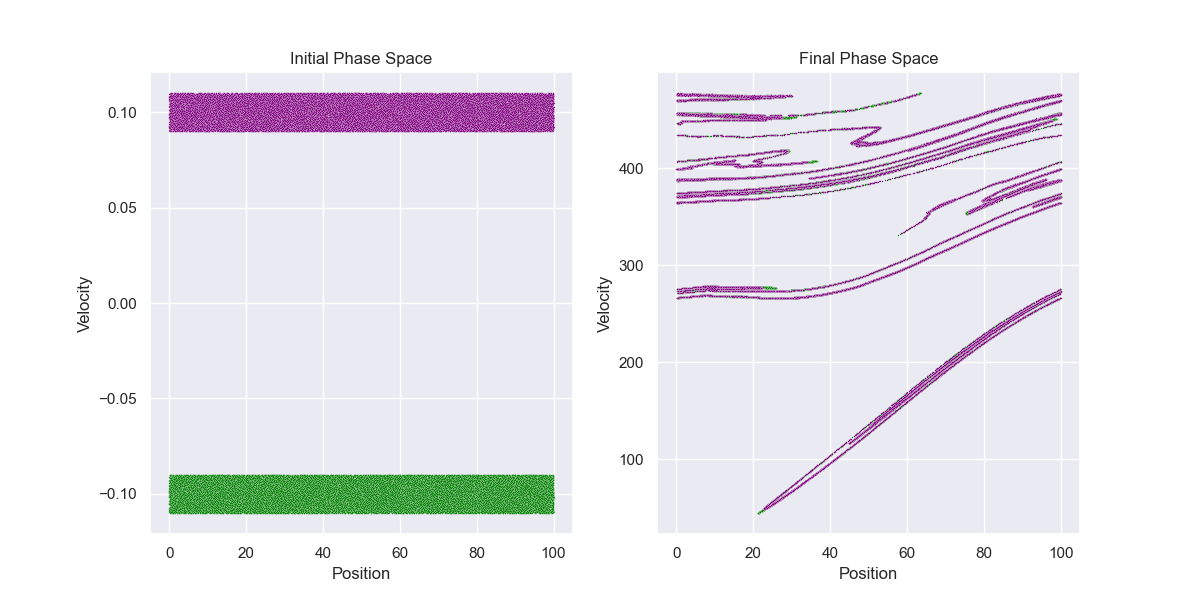 Initial Phase Space
0.10
0.05
0.00
−0.05
−0.10
Velocity
0 20 40 60 80 100
Position
Final Phase Space
400
300
200
100
Velocity
0 20 40 60 80 100
Position